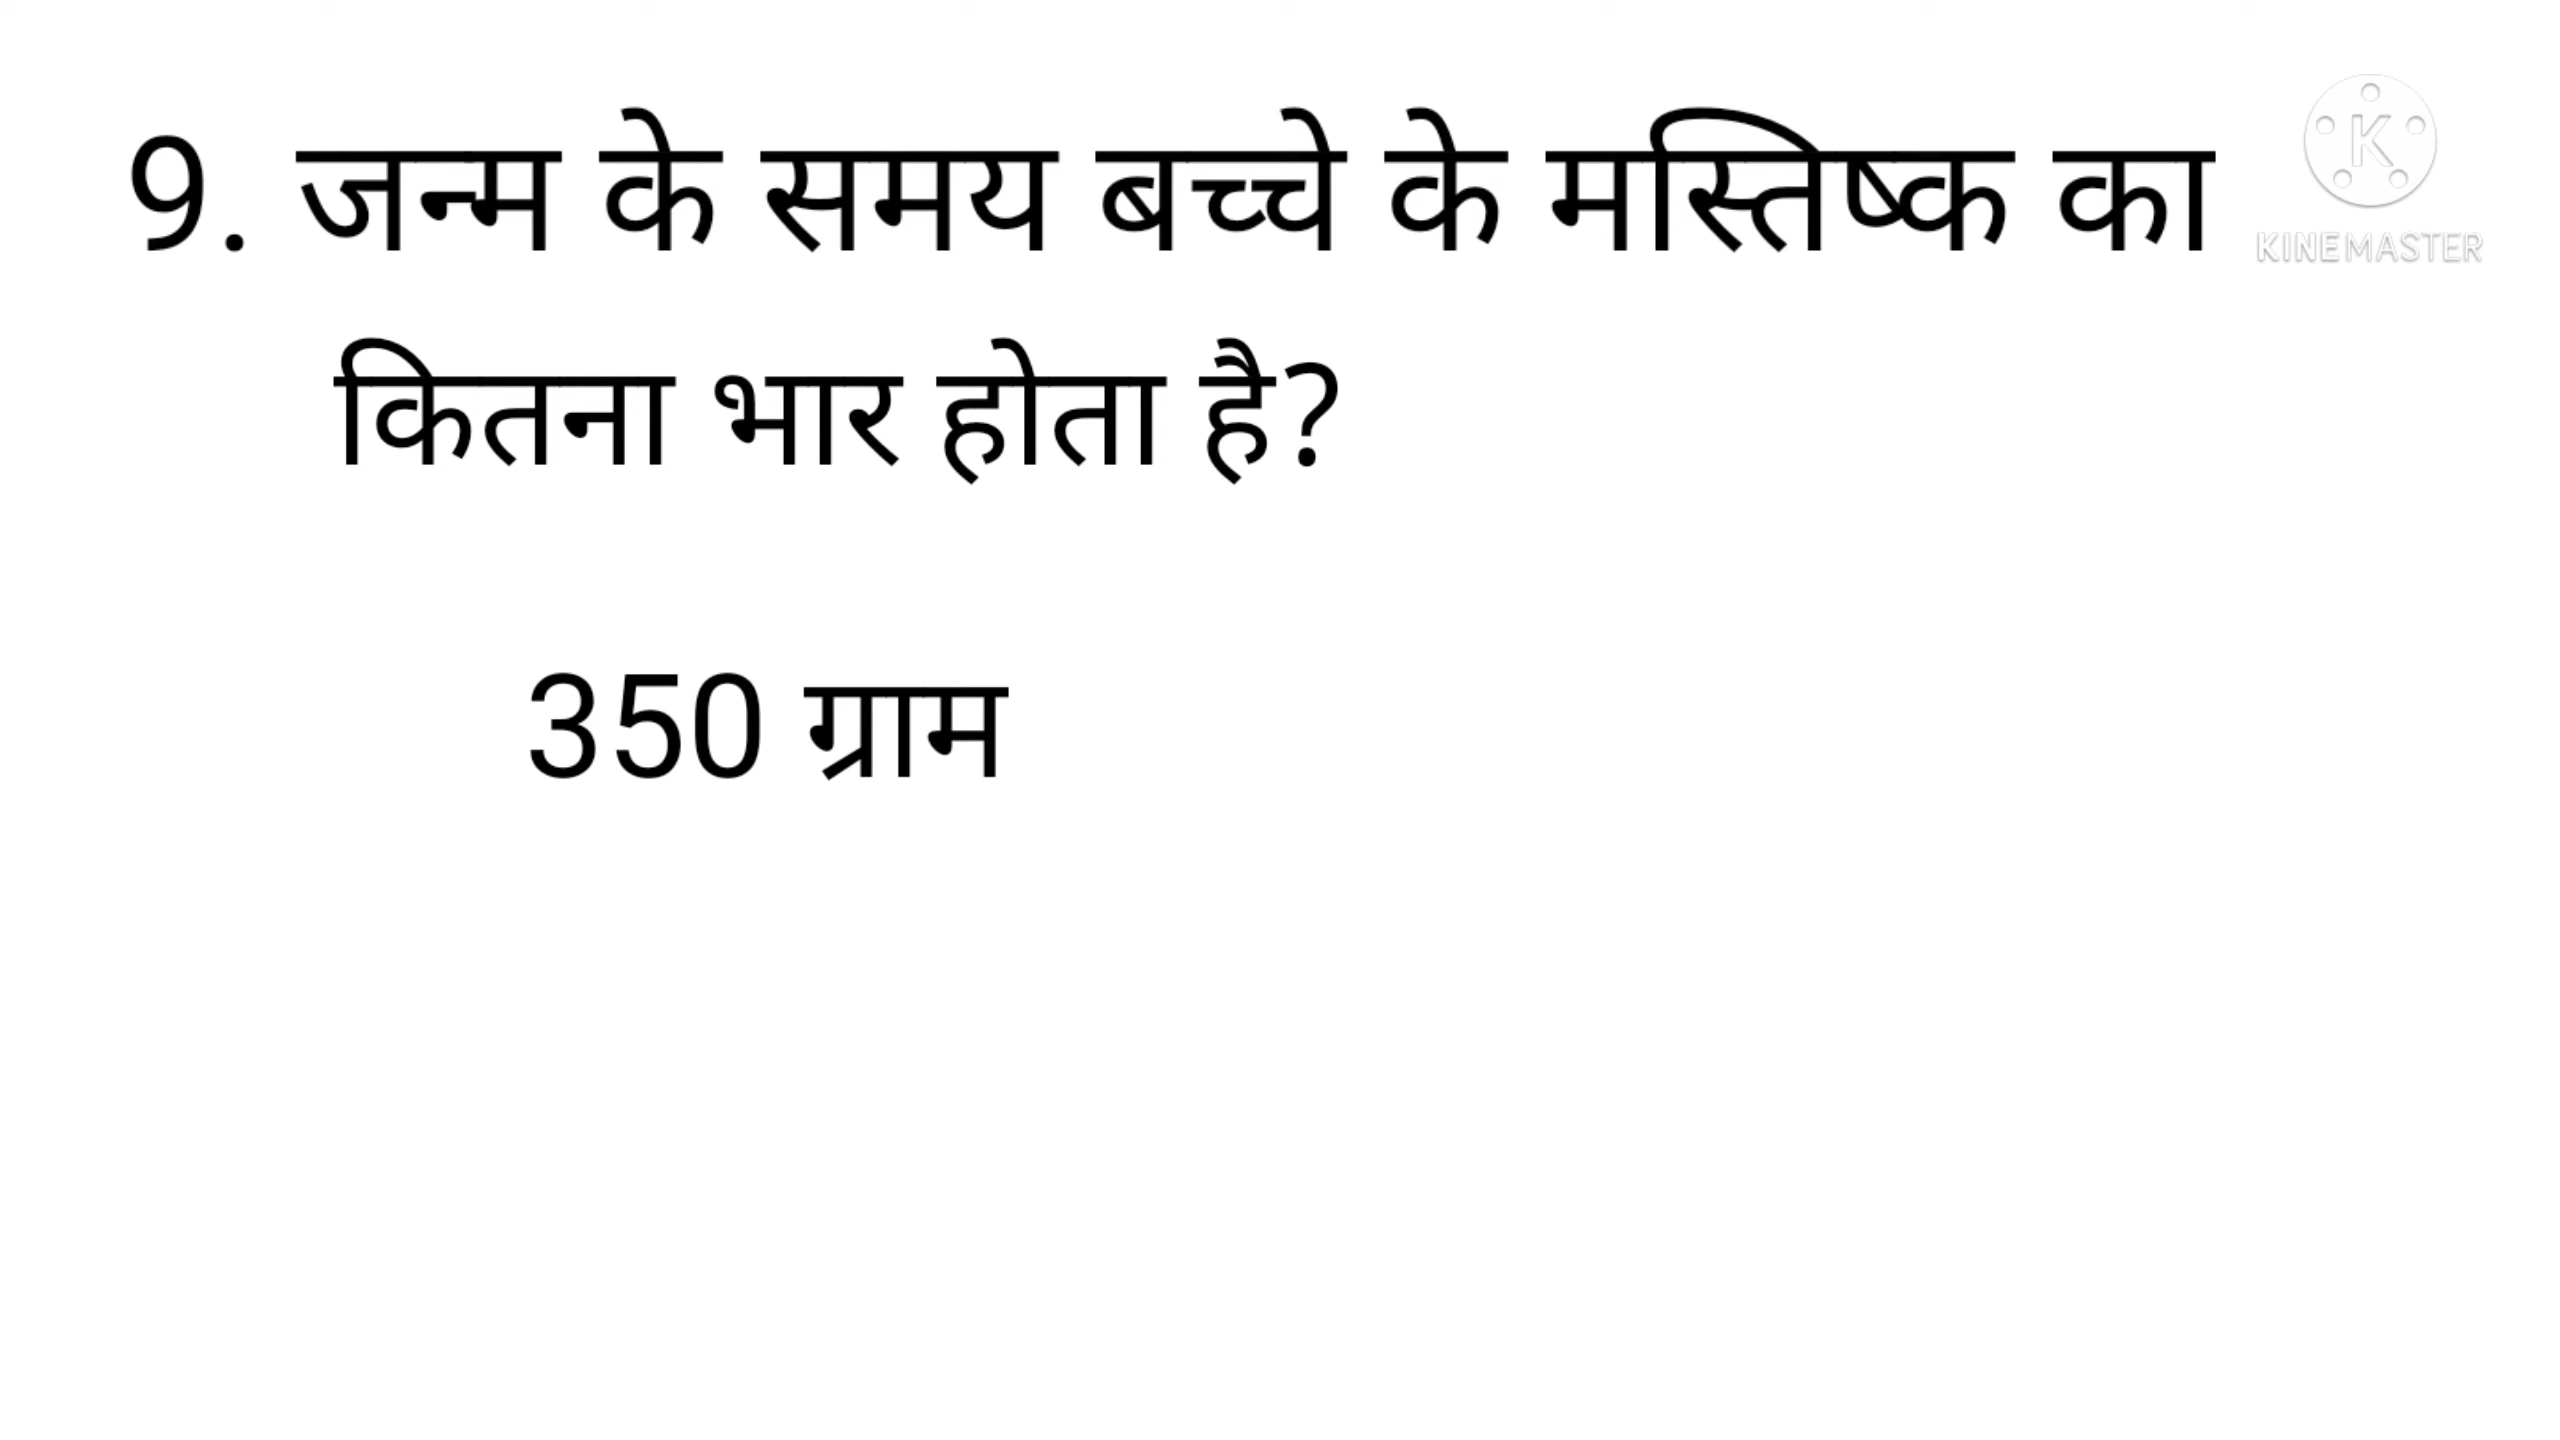 9. जन्म के समय बच्चे के मस्तिष्क का
कितना भार होता है?
350 ग्राम
K
KINEMASTER